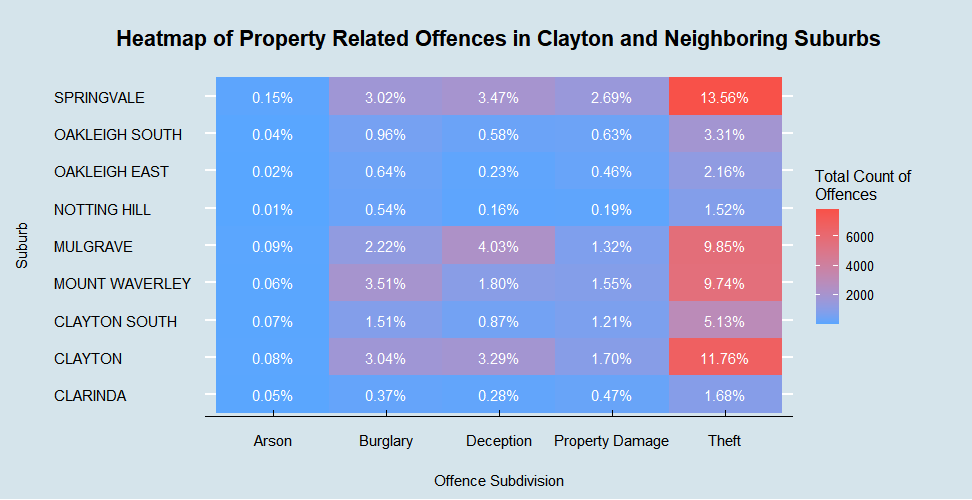 Heatmap of Property Related Offences in Clayton and Neighboring Suburbs
SPRINGVALE 0.15% 3.02% 3.47% 2.69% 13.56%
OAKLEIGH SOUTH 0.04% 0.96% 0.58% 0.63% 3.31%
OAKLEIGH EAST 0.02% 0.64% 0.23% 0.46% 2.16%
NOTTING HILL 0.01% 0.54% 0.16% 0.19% 1.52%
MULGRAVE 0.09% 2.22% 4.03% 1.32% 9.85%
MOUNT WAVERLEY 0.06% 3.51% 1.80% 1.55% 9.74%
CLAYTON SOUTH 0.07% 1.51% 0.87% 1.21% 5.13%
CLAYTON 0.08% 3.04% 3.29% 1.70% 11.76%
CLARINDA 0.05% 0.37% 0.28% 0.47% 1.68%
Arson Burglary Deception Property Damage Theft
Offence Subdivision
Suburb
Total Count of
Offences
6000
4000
2000